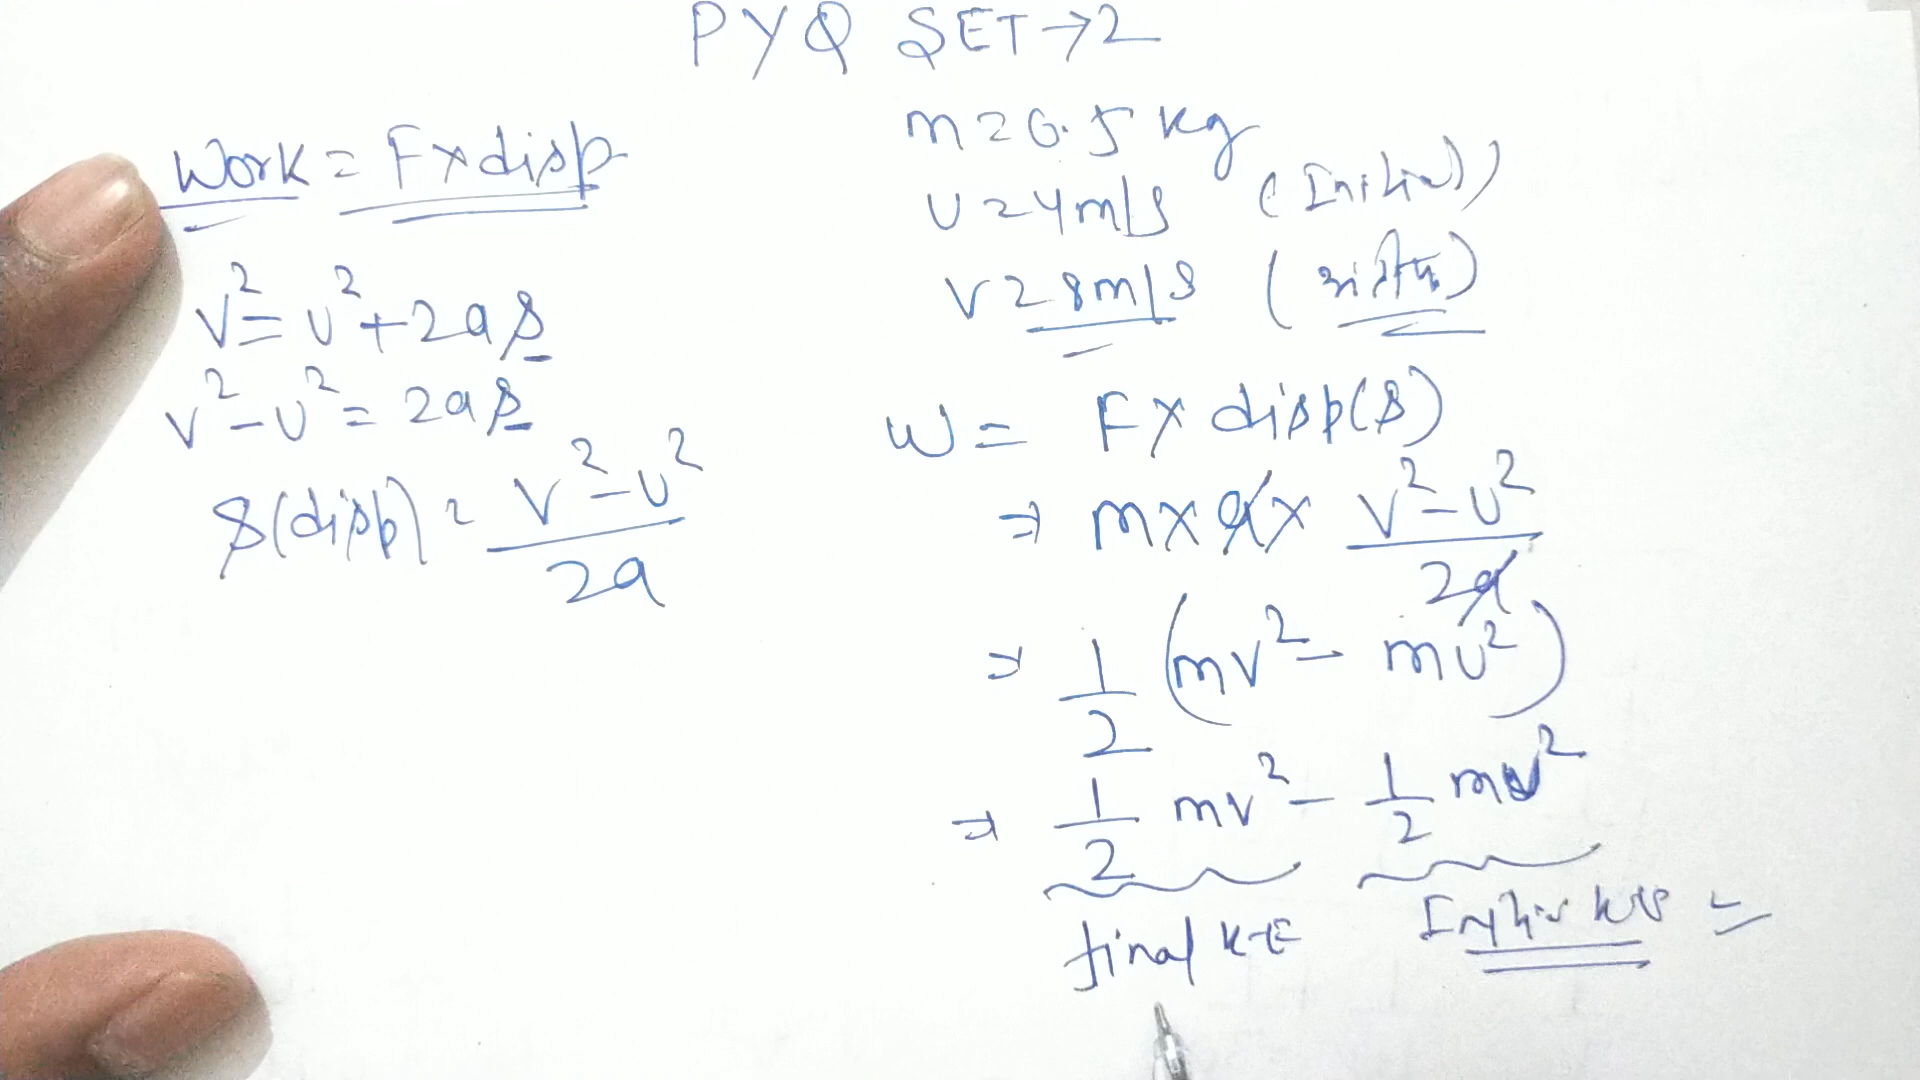 PYQ SET→2
Work = F×disp
v² = u² + 2as
v² - u² = 2as
s(disp) = v² - u² / 2a
m = 0.5 kg
u = 4m/s (Initial)
v = 8m/s
W = F× disp(s)
⇒ m×a× v² - u² / 2a
⇒ 1/2 (mv² - mu²)
⇒ 1/2 mv² - 1/2 mu²
final K.E